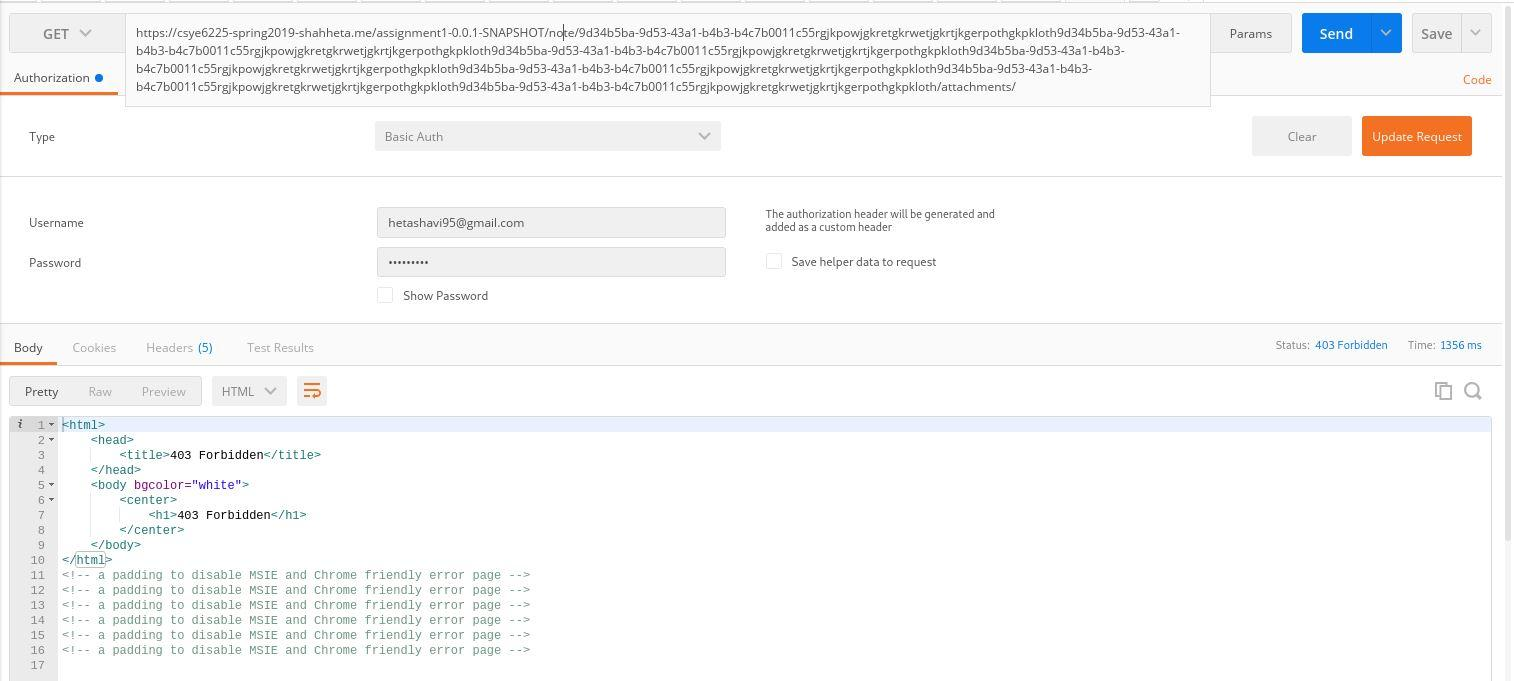 GET
https://csye6225-spring2019-shahheta.me/assignment1-0.0.1-SNAPSHOT/note/9d34b5ba-9d53-43a1-b4b3-b4c7b0011c55rgjkpowjgkretgkrwetjgkrtjkgerpothgkpkloth9d34b5ba-9d53-43a1-
b4b3-b4c7b0011c55rgjkpowjgkretgkrwetjgkrtjkgerpothgkpkloth9d34b5ba-9d53-43a1-b4b3-b4c7b0011c55rgjkpowjgkretgkrwetjgkrtjkgerpothgkpkloth9d34b5ba-9d53-43a1-b4b3-
b4c7b0011c55rgjkpowjgkretgkrwetjgkrtjkgerpothgkpkloth9d34b5ba-9d53-43a1-b4b3-b4c7b0011c55rgjkpowjgkretgkrwetjgkrtjkgerpothgkpkloth9d34b5ba-9d53-43a1-b4b3-
b4c7b0011c55rgjkpowjgkretgkrwetjgkrtjkgerpothgkpkloth9d34b5ba-9d53-43a1-b4b3-b4c7b0011c55rgjkpowjgkretgkrwetjgkrtjkgerpothgkpkloth/attachments/
Params
Send
Save
Authorization
Code
Type
Basic Auth
Clear
Update Request
Username
hetashavi95@gmail.com
The authorization header will be generated and
added as a custom header
Password
•••••••••
Save helper data to request
Show Password
Body Cookies Headers (5) Test Results
Status: 403 Forbidden Time: 1356 ms
Pretty Raw Preview HTML
i 1 <html>
2 <head>
3 <title>403 Forbidden</title>
4 </head>
5 <body bgcolor="white">
6 <center>
7 <h1>403 Forbidden</h1>
8 </center>
9 </body>
10 </html>
11 <!-- a padding to disable MSIE and Chrome friendly error page -->
12 <!-- a padding to disable MSIE and Chrome friendly error page -->
13 <!-- a padding to disable MSIE and Chrome friendly error page -->
14 <!-- a padding to disable MSIE and Chrome friendly error page -->
15 <!-- a padding to disable MSIE and Chrome friendly error page -->
16 <!-- a padding to disable MSIE and Chrome friendly error page -->
17